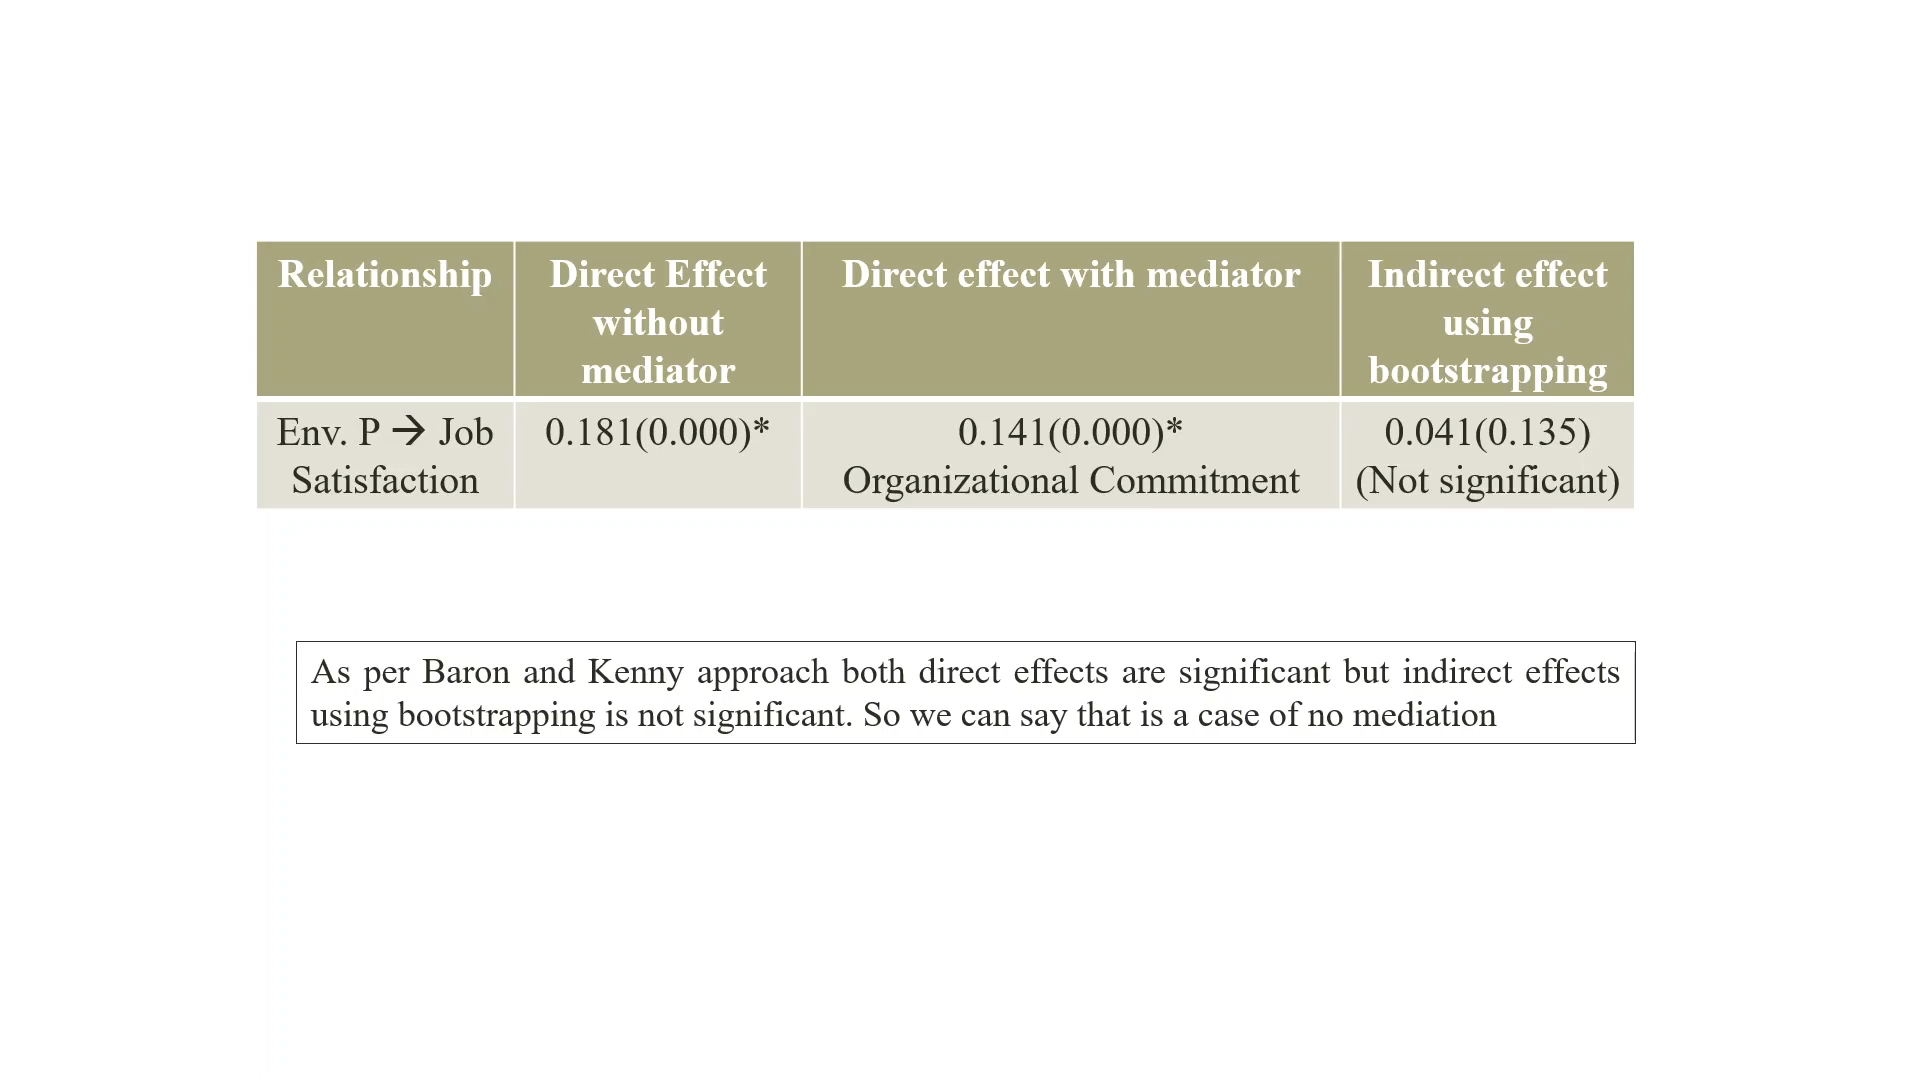 Relationship
Direct Effect
without
mediator
Direct effect with mediator
Indirect effect
using
bootstrapping
Env. P → Job
Satisfaction
0.181(0.000)*
0.141(0.000)*
Organizational Commitment
0.041(0.135)
(Not significant)
As per Baron and Kenny approach both direct effects are significant but indirect effects
using bootstrapping is not significant. So we can say that is a case of no mediation